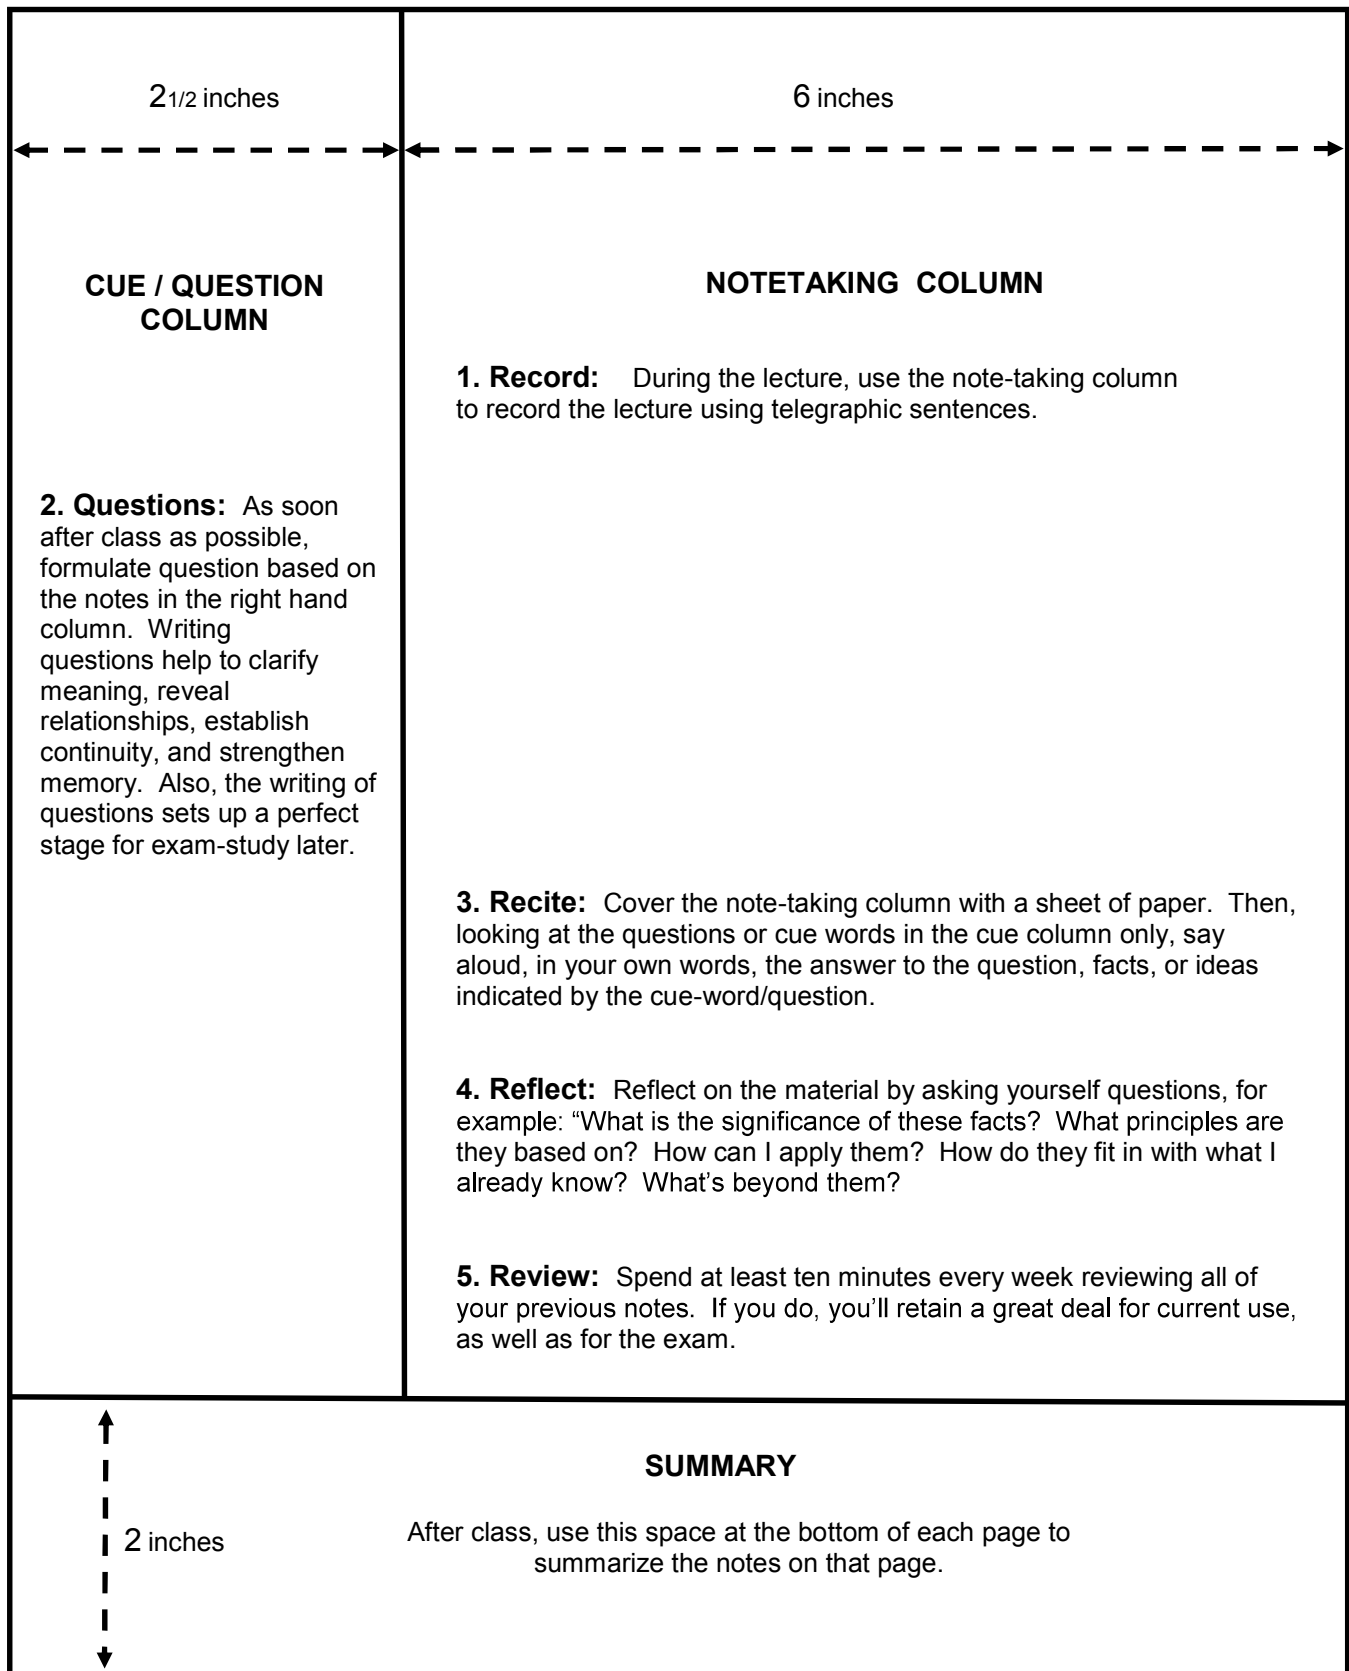 21/2 inches
6 inches
CUE / QUESTION
COLUMN
2. Questions: As soon
after class as possible,
formulate question based on
the notes in the right hand
column. Writing
questions help to clarify
meaning, reveal
relationships, establish
continuity, and strengthen
memory. Also, the writing of
questions sets up a perfect
stage for exam-study later.
NOTETAKING COLUMN
1. Record: During the lecture, use the note-taking column
to record the lecture using telegraphic sentences.
3. Recite: Cover the note-taking column with a sheet of paper. Then,
looking at the questions or cue words in the cue column only, say
aloud, in your own words, the answer to the question, facts, or ideas
indicated by the cue-word/question.
4. Reflect: Reflect on the material by asking yourself questions, for
example: “What is the significance of these facts? What principles are
they based on? How can I apply them? How do they fit in with what I
already know? What’s beyond them?
5. Review: Spend at least ten minutes every week reviewing all of
your previous notes. If you do, you’ll retain a great deal for current use,
as well as for the exam.
2 inches
SUMMARY
After class, use this space at the bottom of each page to
summarize the notes on that page.